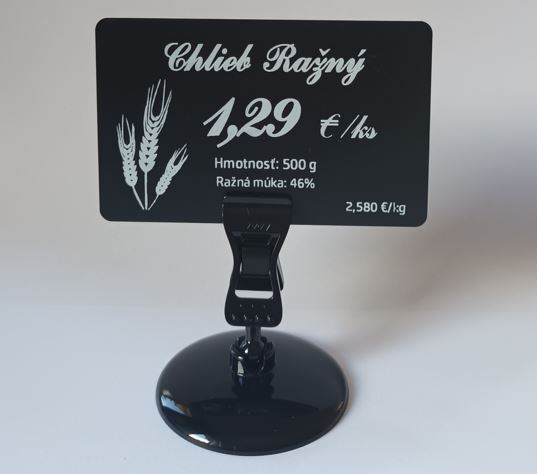 Chlieb Ražný
1,29 €/ks
Hmotnosť: 500 g
Ražná múka: 46%
2,580 €/kg